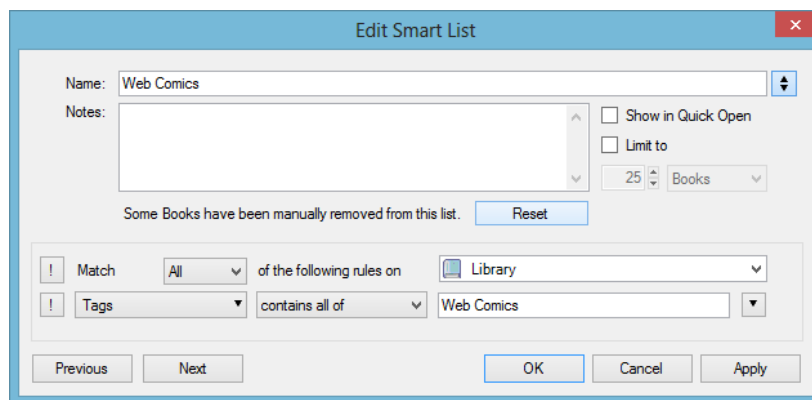 Edit Smart List
Name: Web Comics
Notes:
Show in Quick Open
Limit to
25 Books
Some Books have been manually removed from this list. Reset
! Match All of the following rules on Library
! Tags contains all of Web Comics
Previous Next OK Cancel Apply